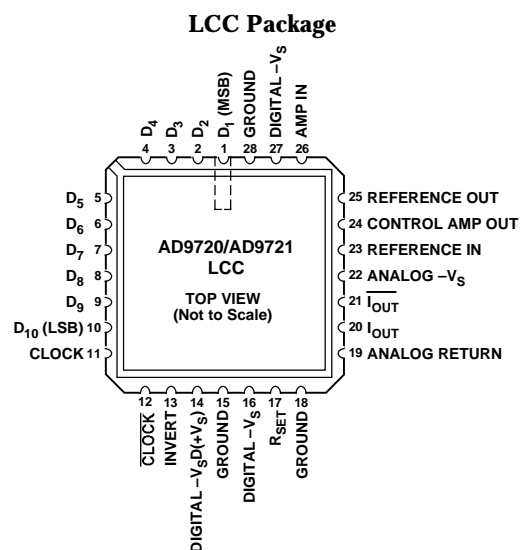 LCC Package
D4
D3
D2
D1 (MSB)
GROUND
DIGITAL –VS
AMP IN
4 3 2 1 28 27 26
D5 5
D6 6
D7 7
D8 8
D9 9
D10 (LSB) 10
CLOCK 11
25 REFERENCE OUT
24 CONTROL AMP OUT
23 REFERENCE IN
22 ANALOG –VS
21 IOUT
20 IOUT
19 ANALOG RETURN
AD9720/AD9721
LCC
TOP VIEW
(Not to Scale)
12 13 14 15 16 17 18
CLOCK
INVERT
DIGITAL –VSD(+VS)
GROUND
DIGITAL –VS
RSET
GROUND